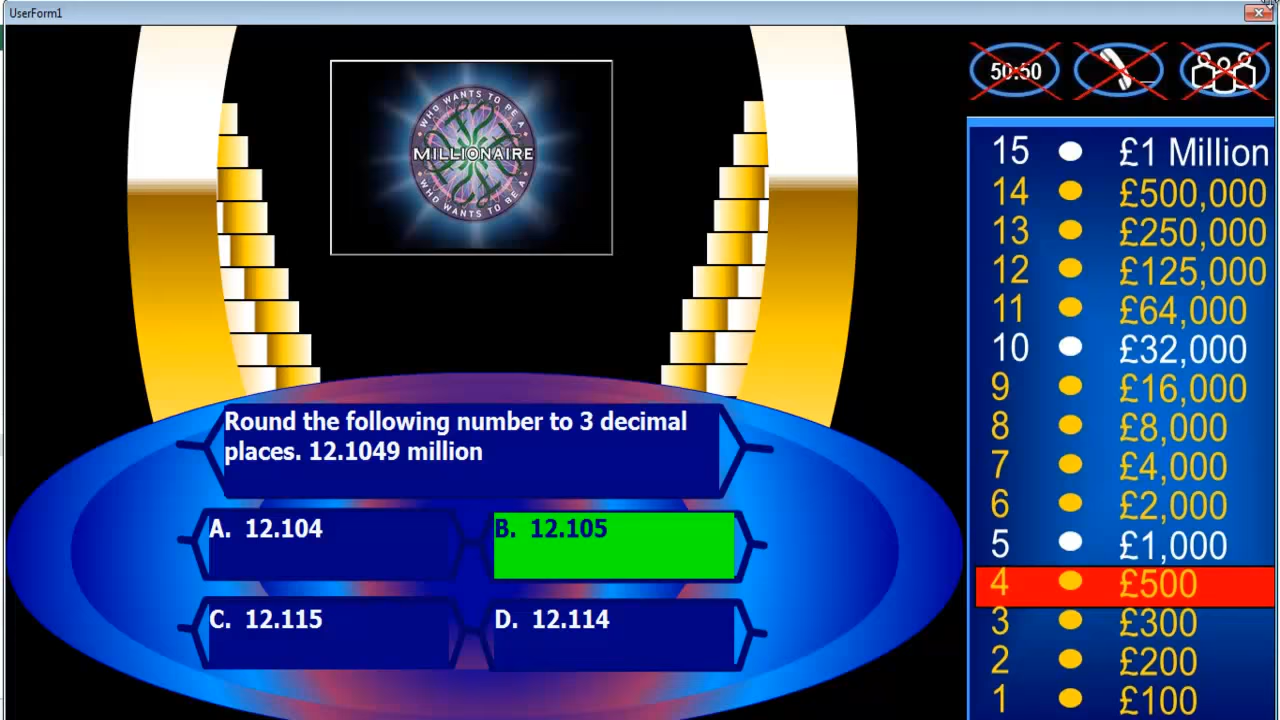 UserForm1
50:50
WHO WANTS TO BE A
MILLIONAIRE
WHO WANTS TO BE A
15 £1 Million
14 £500,000
13 £250,000
12 £125,000
11 £64,000
10 £32,000
9 £16,000
8 £8,000
7 £4,000
6 £2,000
5 £1,000
4 £500
3 £300
2 £200
1 £100
Round the following number to 3 decimal
places. 12.1049 million
A. 12.104
B. 12.105
C. 12.115
D. 12.114